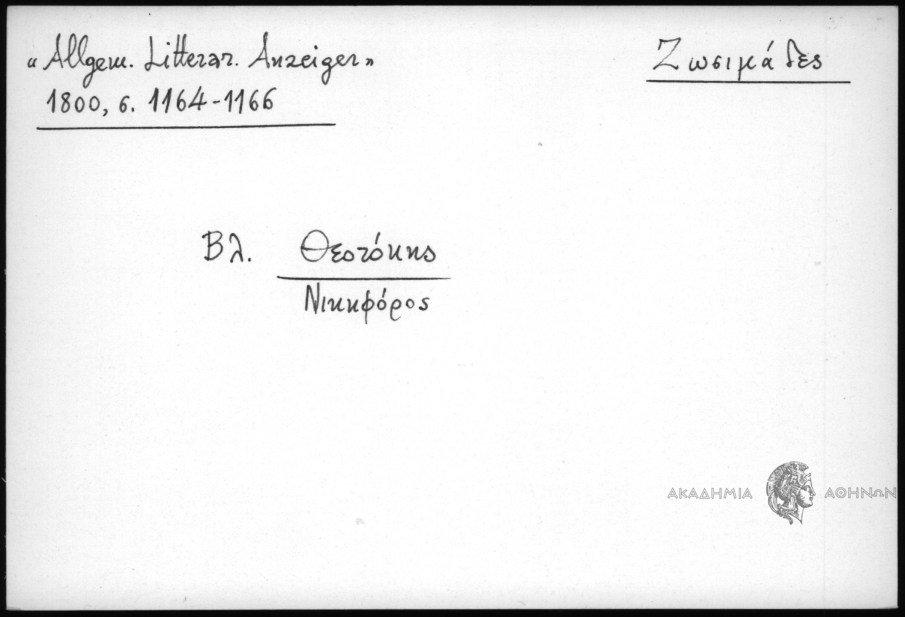 «Allgem. Litterar. Anzeiger»
1800, σ. 1164-1166
Ζωσιμάδες
Βλ. Θεοτόκης
Νικηφόρος
ΑΚΑΔΗΜΙΑ ΑΘΗΝΩΝ